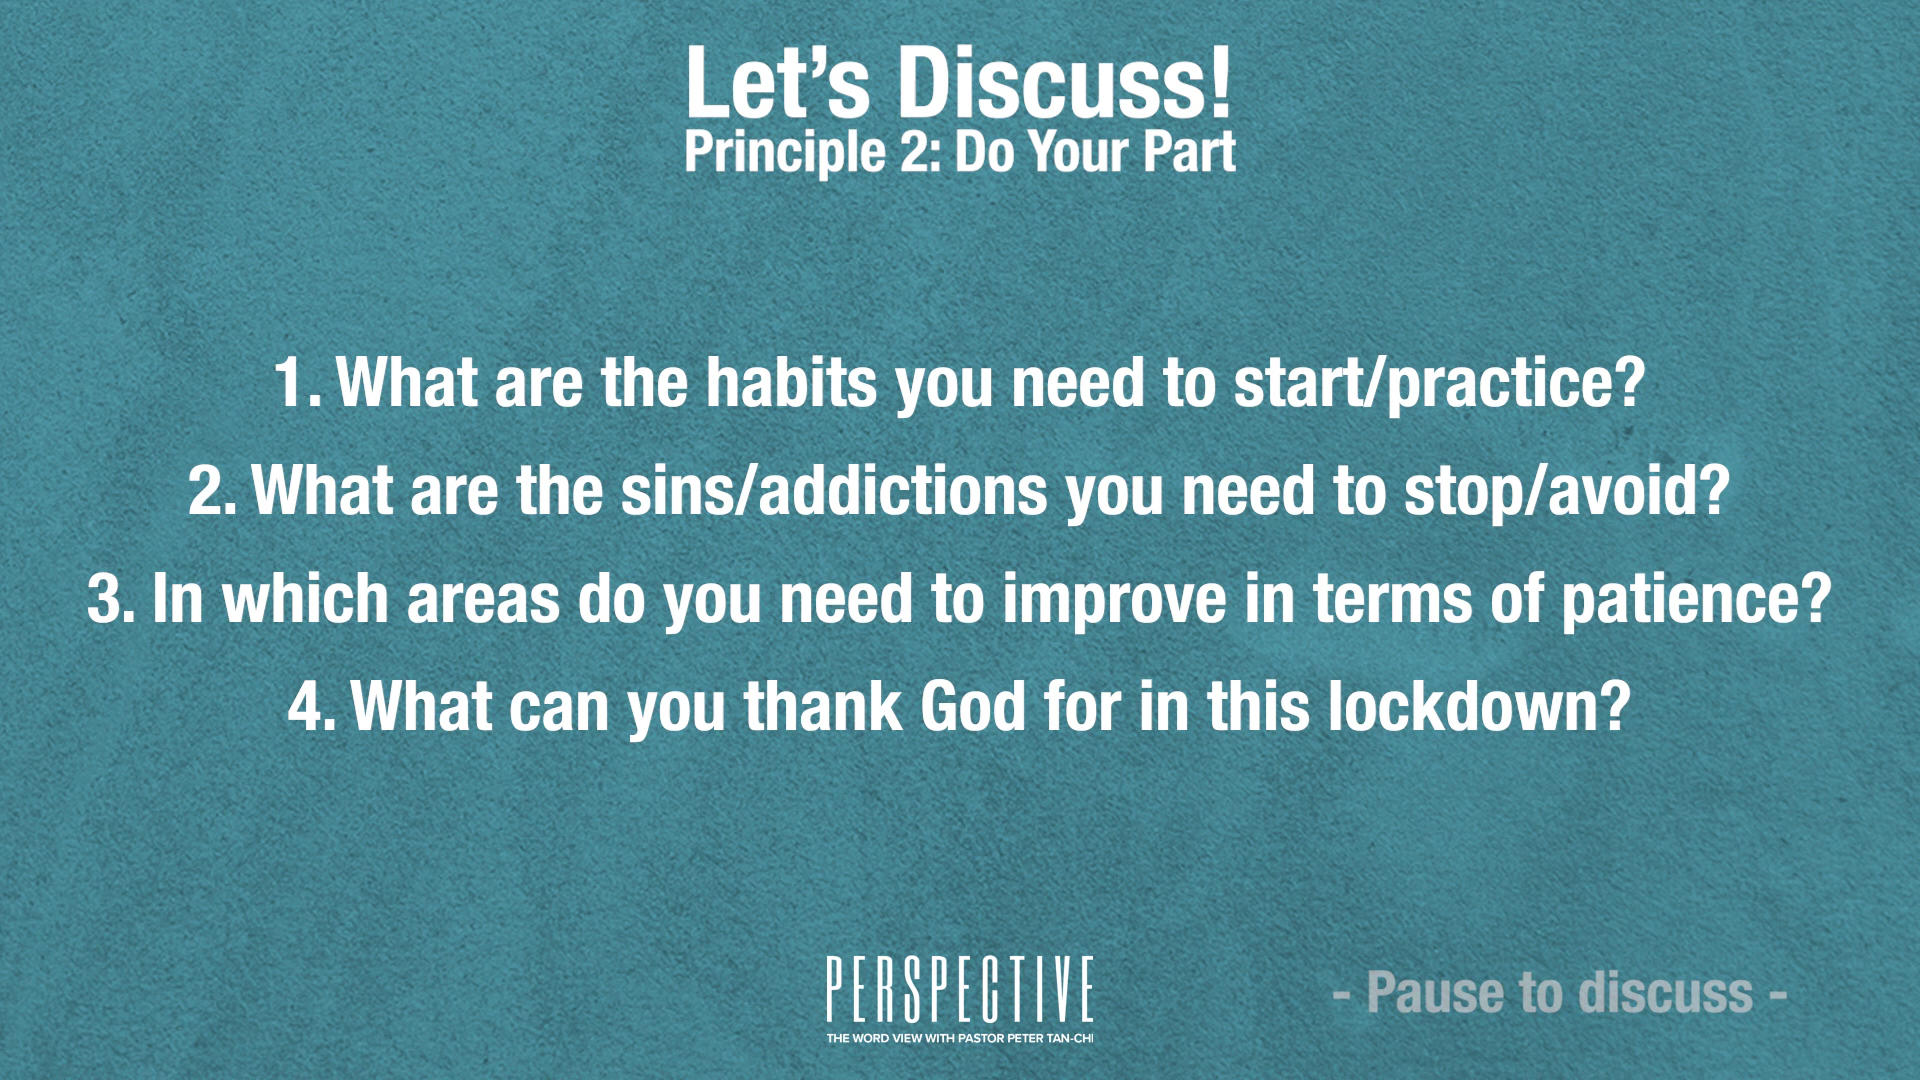 Let’s Discuss!
Principle 2: Do Your Part
1. What are the habits you need to start/practice?
2. What are the sins/addictions you need to stop/avoid?
3. In which areas do you need to improve in terms of patience?
4. What can you thank God for in this lockdown?
PERSPECTIVE
THE WORD VIEW WITH PASTOR PETER TAN-CHI
- Pause to discuss -